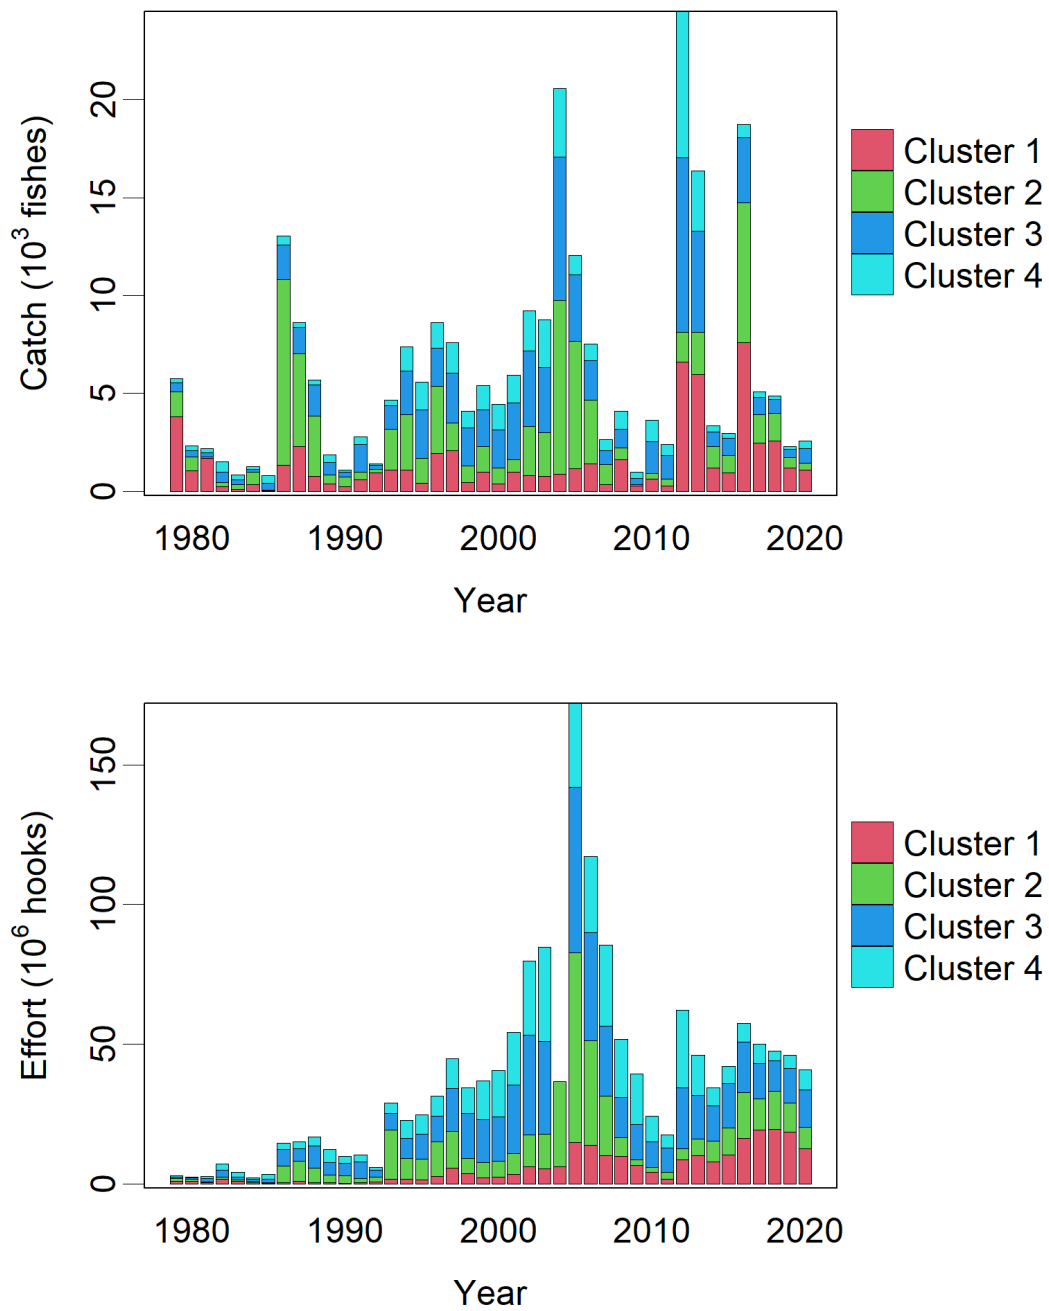 Catch (10³ fishes)
20
15
10
5
0
1980 1990 2000 2010 2020
Year
Cluster 1
Cluster 2
Cluster 3
Cluster 4
Effort (10⁶ hooks)
150
100
50
0
1980 1990 2000 2010 2020
Year
Cluster 1
Cluster 2
Cluster 3
Cluster 4